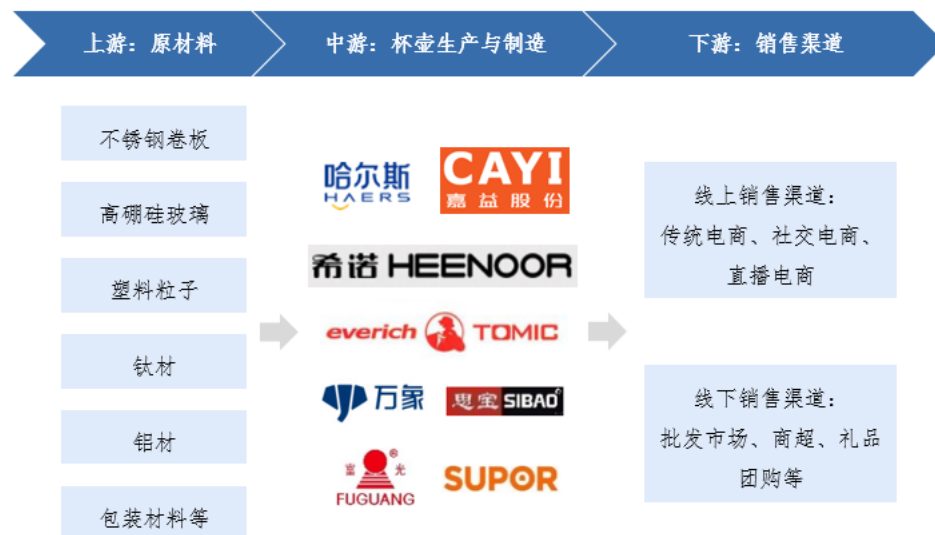 上游：原材料
中游：杯壶生产与制造
下游：销售渠道
不锈钢卷板
高硼硅玻璃
塑料粒子
钛材
铝材
包装材料等
哈尔斯
HAERS
CAYI
嘉益股份
希诺 HEENOOR
everich TOMIC
万象
思宝 SIBAO
富光
FUGUANG
SUPOR
线上销售渠道：
传统电商、社交电商、
直播电商
线下销售渠道：
批发市场、商超、礼品
团购等